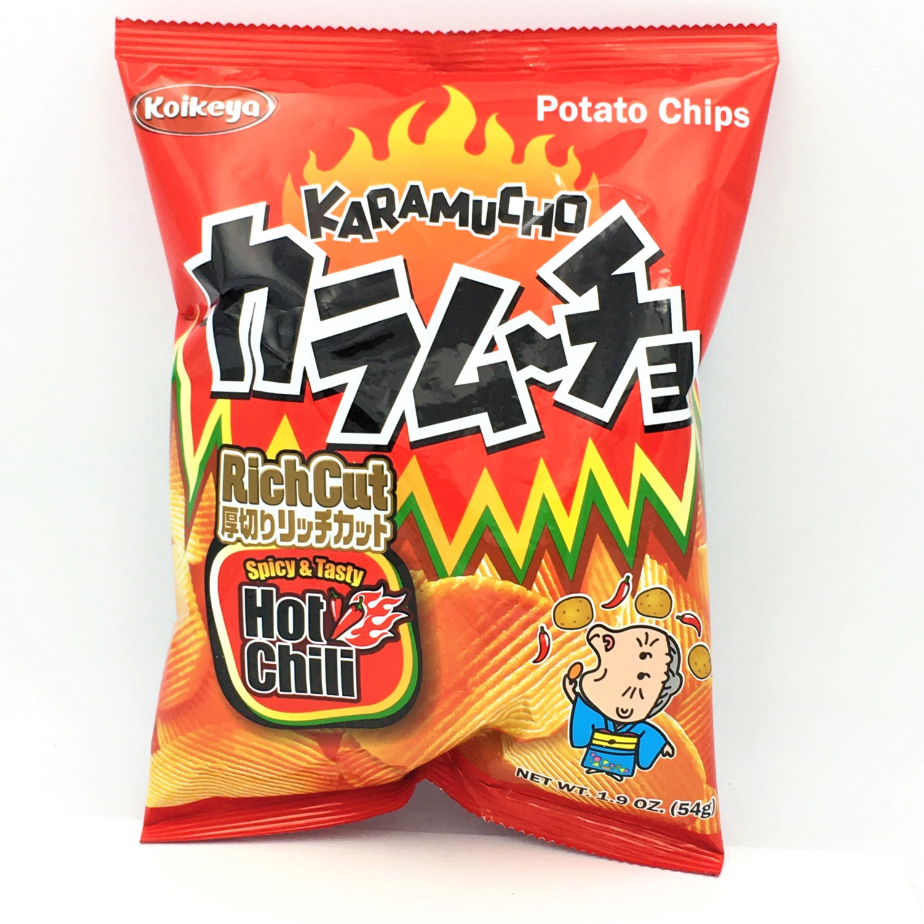 Koikeya
Potato Chips
KARAMUCHO
カラムーチョ
RichCut
厚切りリッチカット
Spicy & Tasty
Hot
Chili
NET WT. 1.9 OZ. (54g)